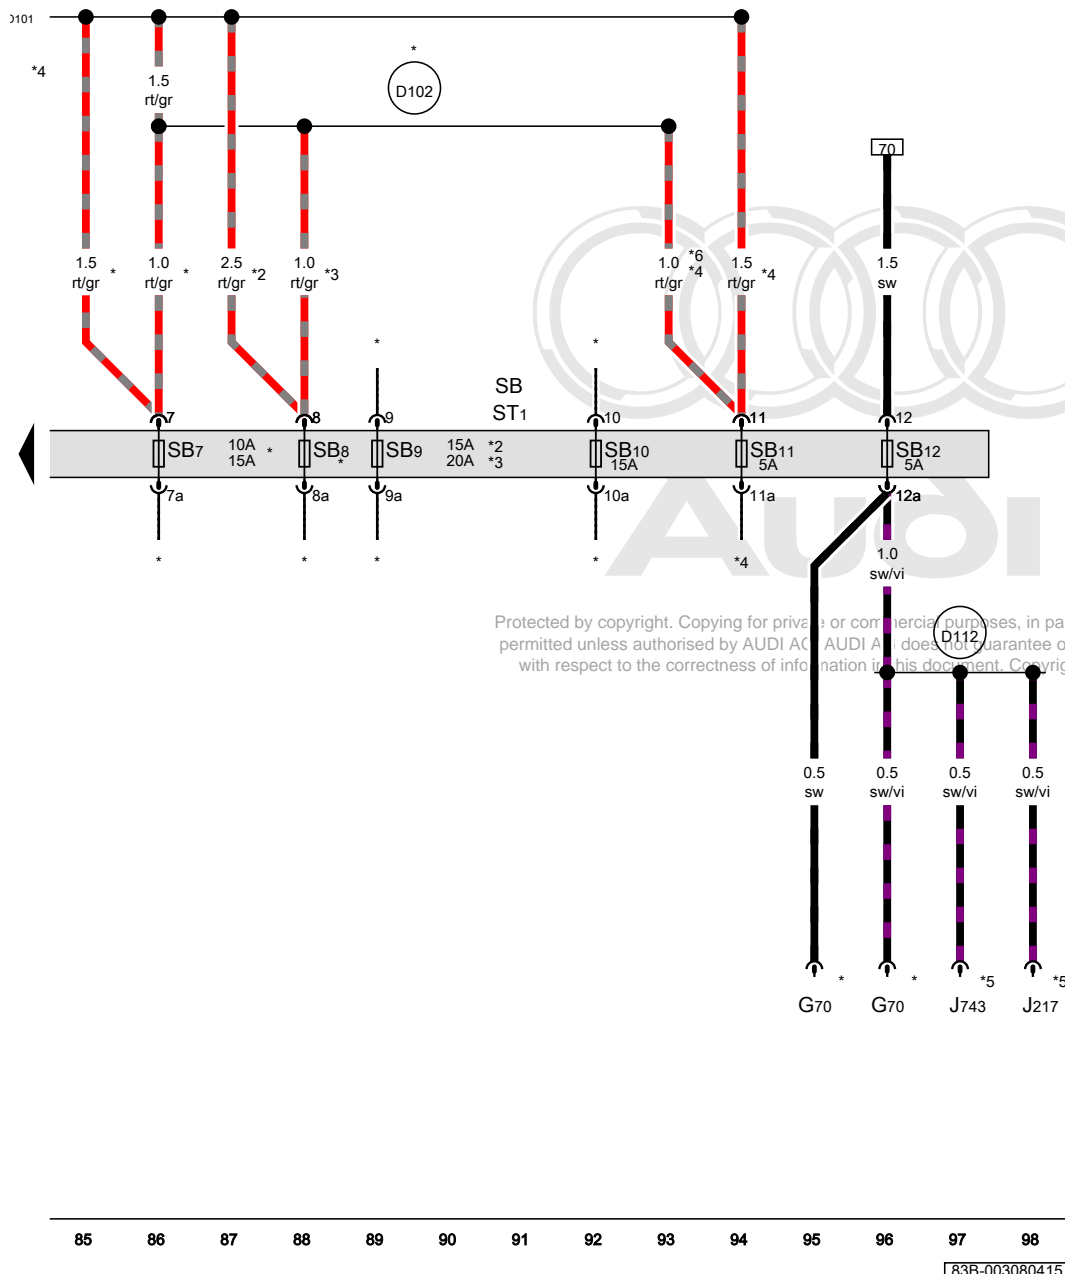 D101
*4
1.5
rt/gr
*
D102
70
1.5
rt/gr *
1.0
rt/gr *
2.5
rt/gr *2
1.0
rt/gr *3
1.0
rt/gr
*6
*4
1.5
rt/gr *4
1.5
sw
*
*
SB
ST1
7
8
9
10
11
12
SB7
10A
15A *
SB8
*
SB9
15A *2
20A *3
SB10
15A
SB11
5A
SB12
5A
7a
8a
9a
10a
11a
12a
*
*
*
*
*4
1.0
sw/vi
Audi
Protected by copyright. Copying for private or commercial purposes, in pa
permitted unless authorised by AUDI AG. AUDI AG does not guarantee o
with respect to the correctness of information in this document. Copyrig
D112
0.5
sw
0.5
sw/vi
0.5
sw/vi
0.5
sw/vi
*
*
*5
*5
G70
G70
J743
J217
85 86 87 88 89 90 91 92 93 94 95 96 97 98
83B-003080415